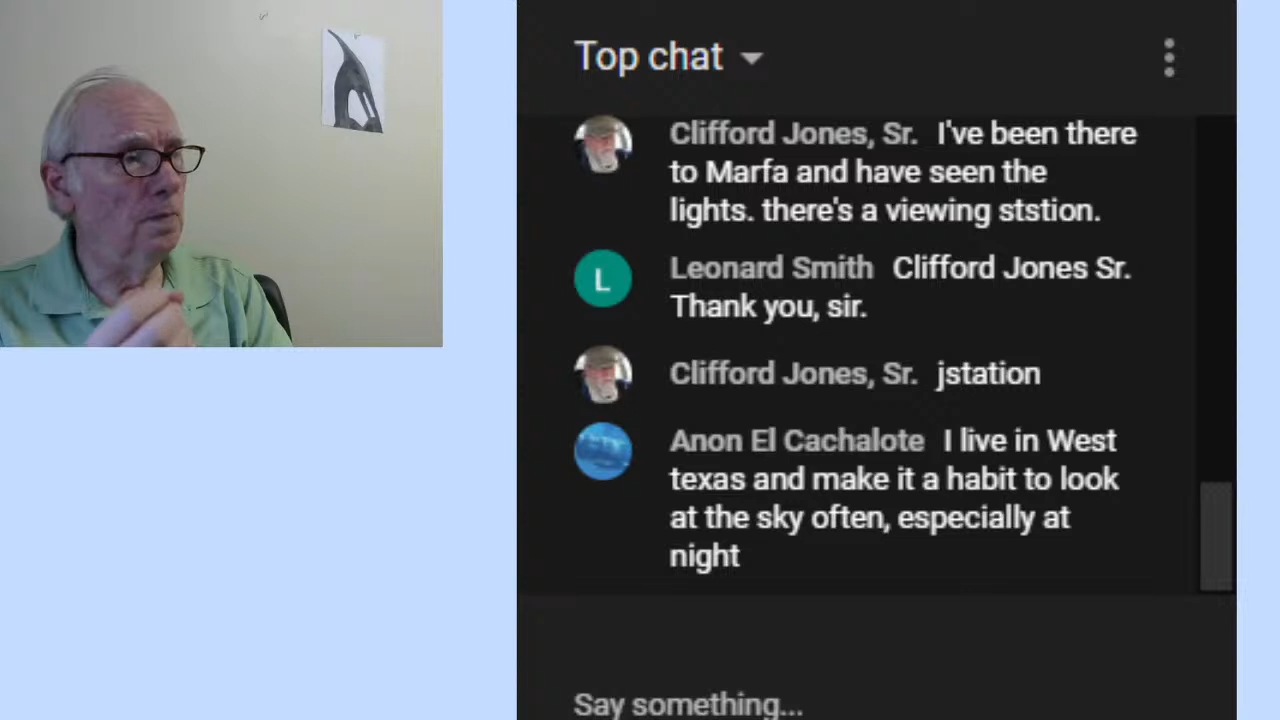 Top chat
Clifford Jones, Sr. I've been there
to Marfa and have seen the
lights. there's a viewing ststion.
L
Leonard Smith Clifford Jones Sr.
Thank you, sir.
Clifford Jones, Sr. jstation
Anon El Cachalote I live in West
texas and make it a habit to look
at the sky often, especially at
night
Say something...